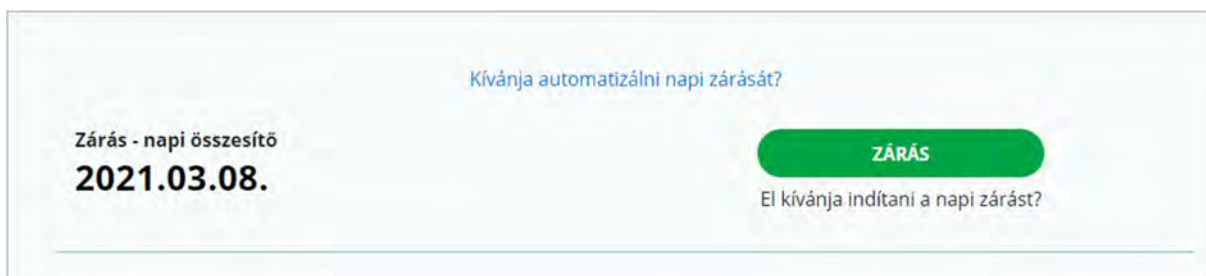 Kívánja automatizálni napi zárását?
Zárás - napi összesítő
2021.03.08.
ZÁRÁS
El kívánja indítani a napi zárást?